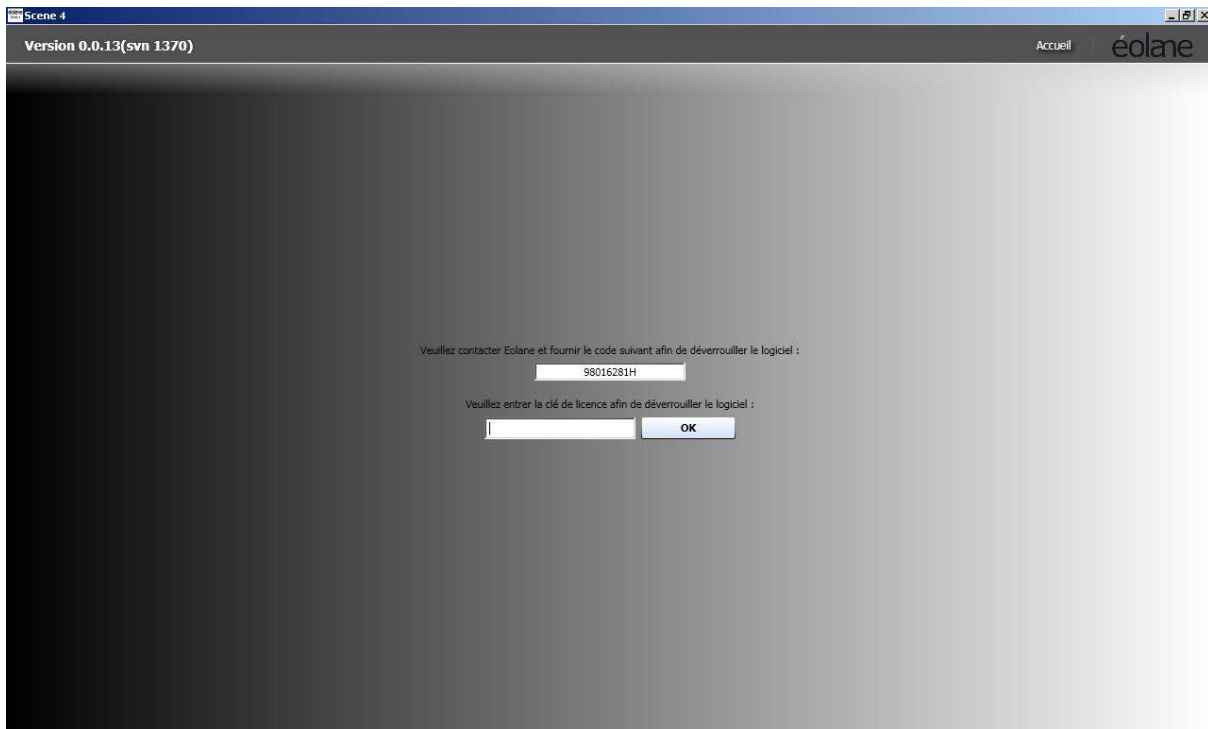 Scene 4
Version 0.0.13(svn 1370)
Accueil
éolane
Veuillez contacter Eolane et fournir le code suivant afin de déverrouiller le logiciel :
98016281H
Veuillez entrer la clé de licence afin de déverrouiller le logiciel :
OK